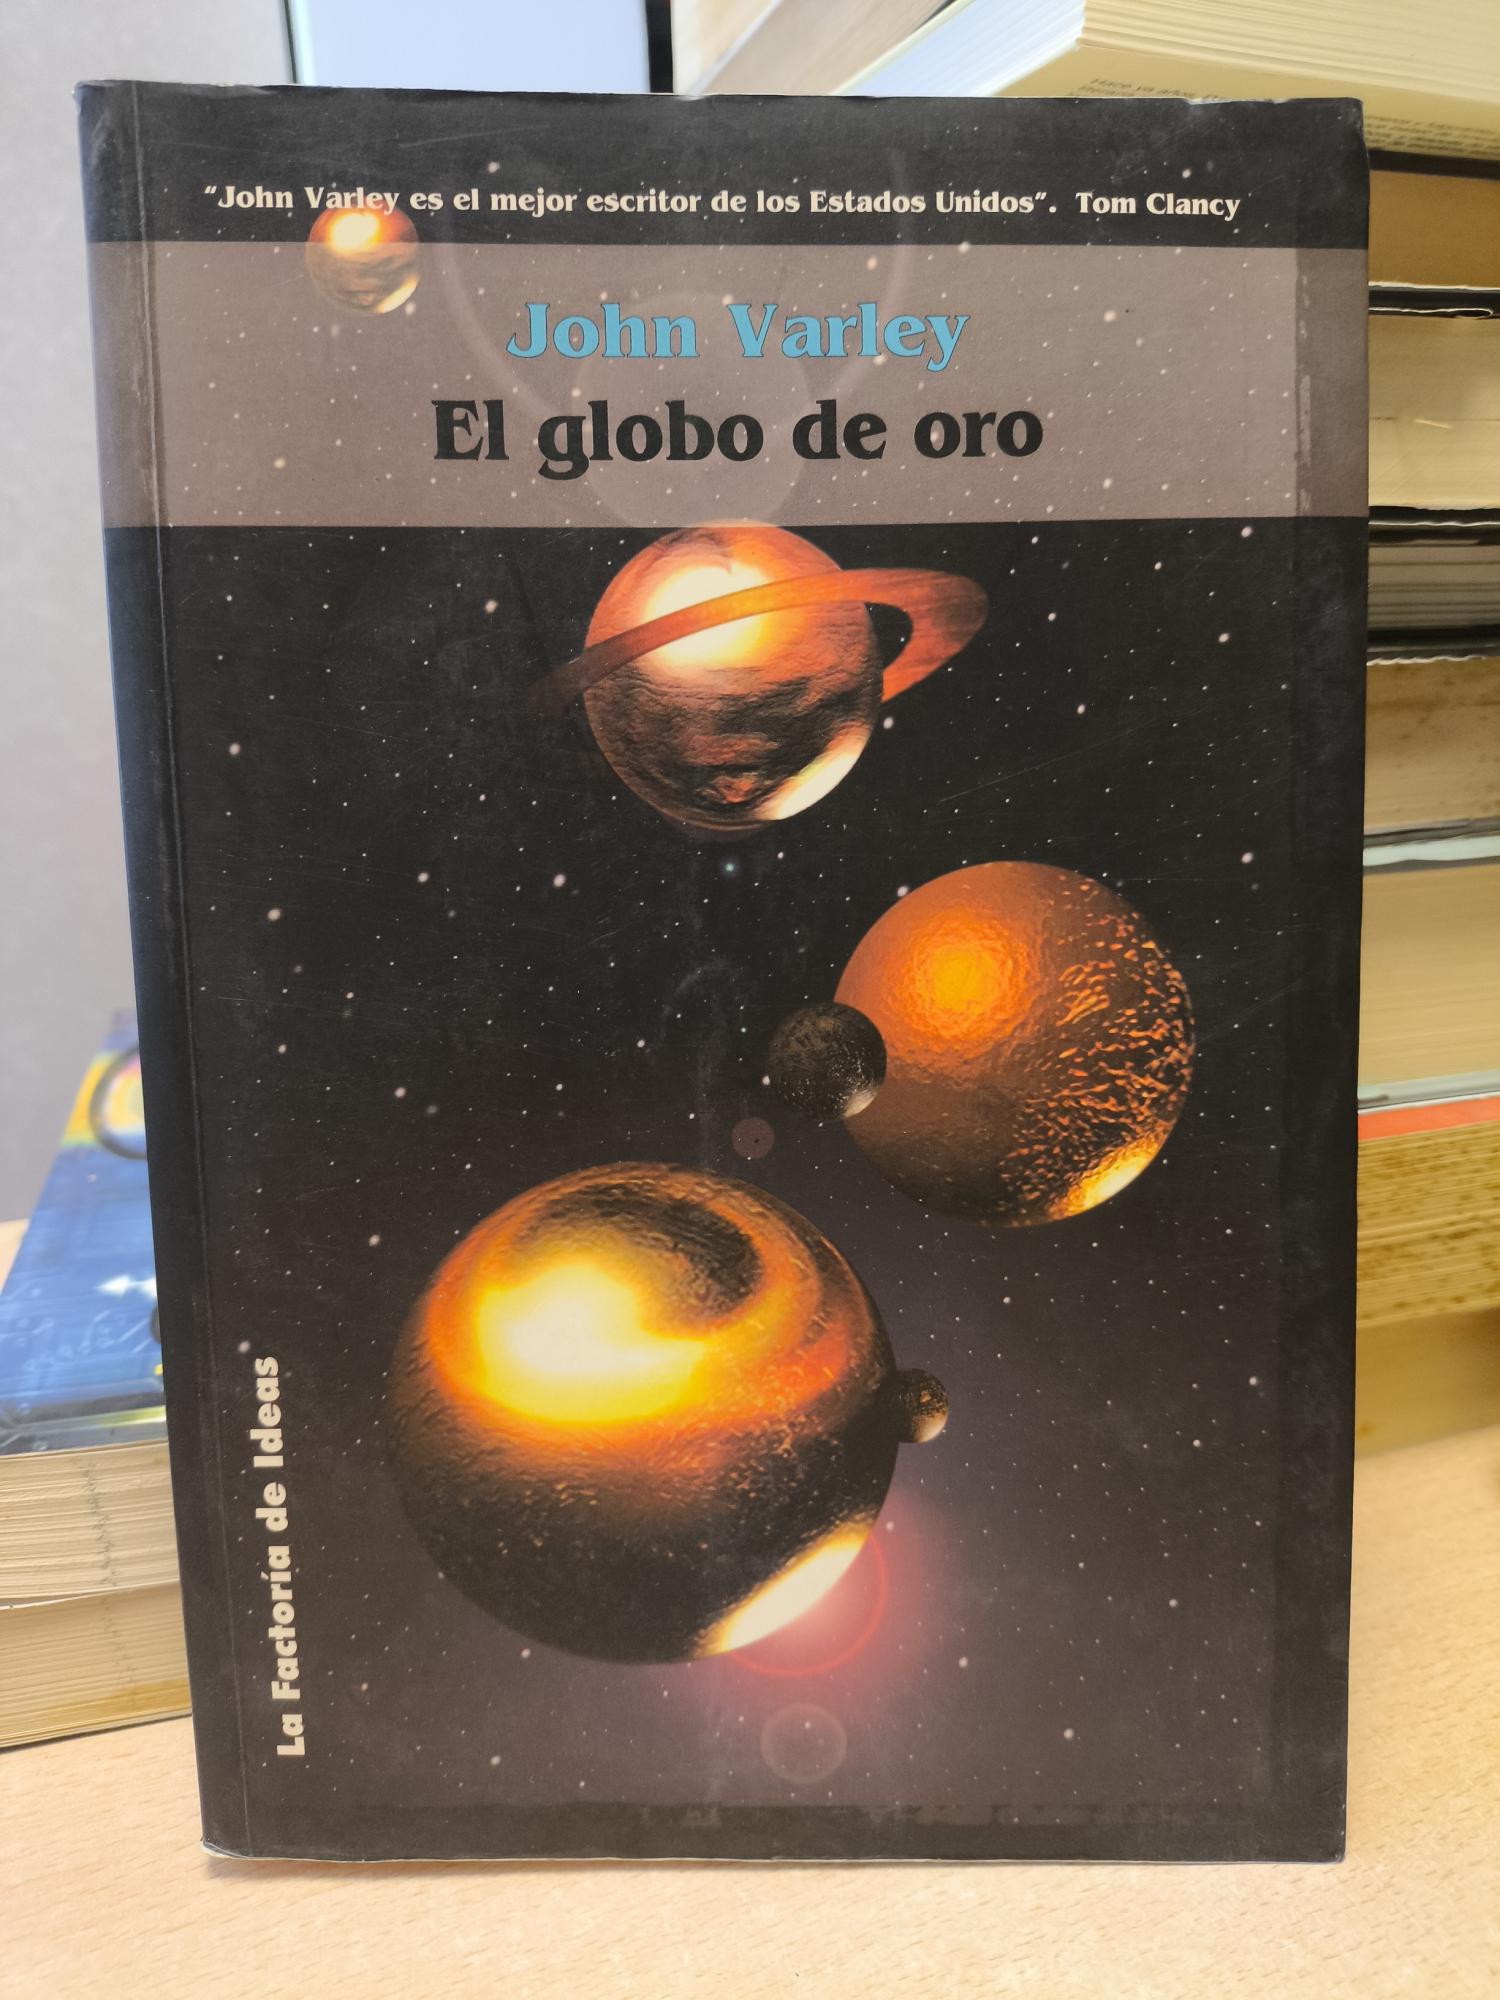 "John Varley es el mejor escritor de los Estados Unidos". Tom Clancy
John Varley
El globo de oro
La Factoría de Ideas